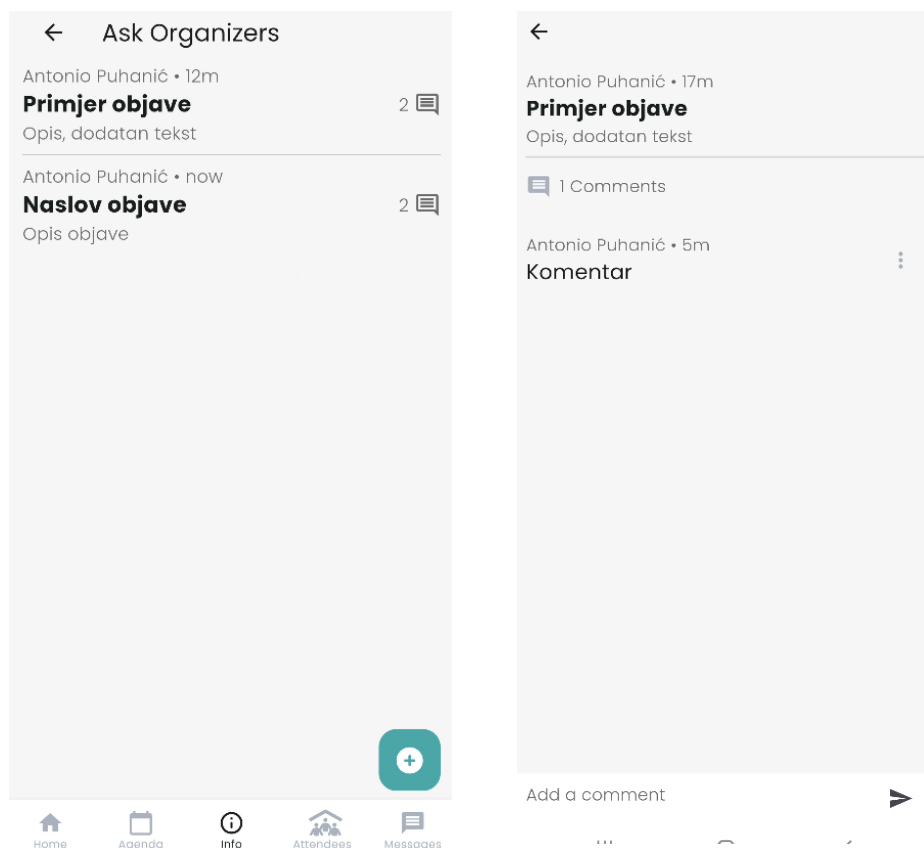 Ask Organizers
Antonio Puhanić • 12m
Primjer objave
2
Opis, dodatan tekst
Antonio Puhanić • now
Naslov objave
2
Opis objave
Home
Agenda
Info
Attendees
Messages
Antonio Puhanić • 17m
Primjer objave
Opis, dodatan tekst
1 Comments
Antonio Puhanić • 5m
Komentar
Add a comment